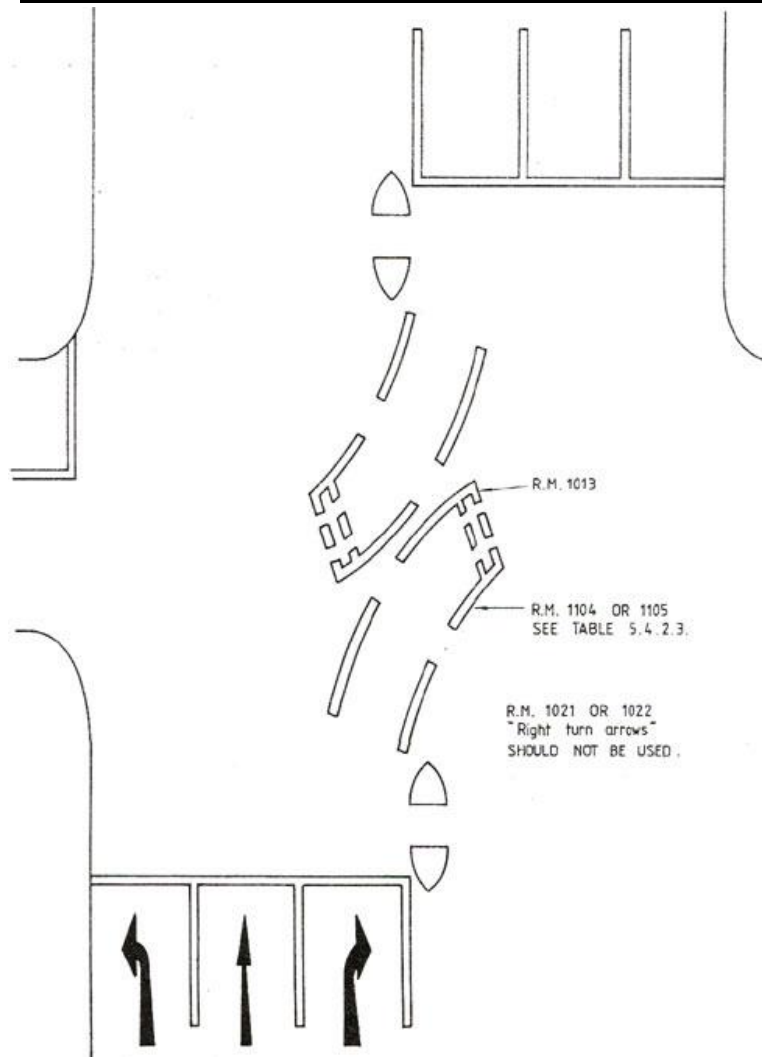 R.M. 1013
R.M. 1104 OR 1105
SEE TABLE 5.4.2.3.
R.M. 1021 OR 1022
"Right turn arrows"
SHOULD NOT BE USED.